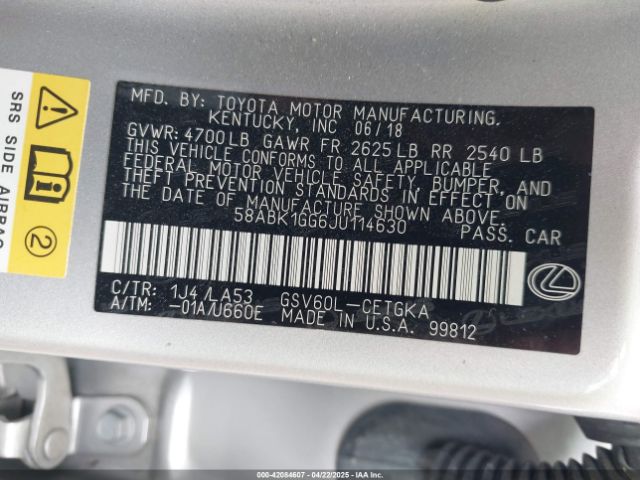 MFD. BY: TOYOTA MOTOR MANUFACTURING,
KENTUCKY, INC 06/18
GVWR: 4700LB GAWR FR 2625LB RR 2540 LB
THIS VEHICLE CONFORMS TO ALL APPLICABLE
FEDERAL MOTOR VEHICLE SAFETY, BUMPER, AND
THEFT PREVENTION STANDARDS IN EFFECT ON
THE DATE OF MANUFACTURE SHOWN ABOVE.
58ABK1GG6JU114630 PASS. CAR
C/TR: 1J4 /LA53 GSV60L-CETGKA
A/TM: -01A/U660E MADE IN U.S.A. 99812
SRS SIDE AIRBAG
2
000-42084607 - 04/22/2025 - IAAI.COM